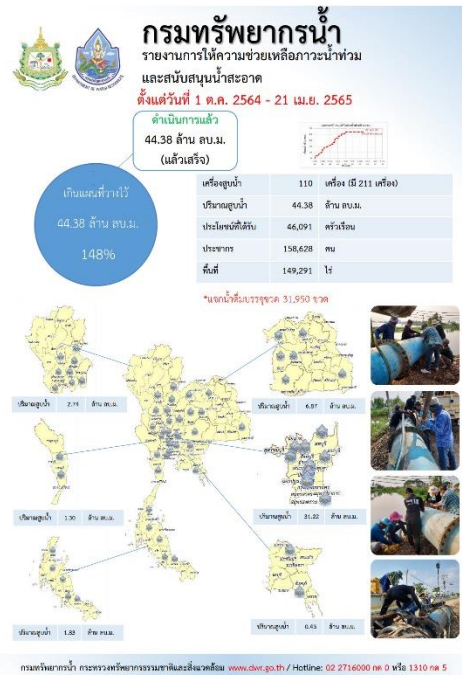 กรมทรัพยากรน้ำ
รายงานการให้ความช่วยเหลือภาวะน้ำท่วม
และสนับสนุนน้ำสะอาด
ตั้งแต่วันที่ 1 ต.ค. 2564 - 21 เม.ย. 2565
ดำเนินการแล้ว
44.38 ล้าน ลบ.ม.
(แล้วเสร็จ)
เกินแผนที่วางไว้
44.38 ล้าน ลบ.ม.
148%
เครื่องสูบน้ำ 110 เครื่อง (มี 211 เครื่อง)
ปริมาณสูบน้ำ 44.38 ล้าน ลบ.ม.
ประโยชน์ที่ได้รับ 46,091 ครัวเรือน
ประชากร 158,628 คน
พื้นที่ 149,291 ไร่
*แจกน้ำดื่มบรรจุขวด 31,950 ขวด
ปริมาณสูบน้ำ 2.74 ล้าน ลบ.ม.
ปริมาณสูบน้ำ 6.87 ล้าน ลบ.ม.
ปริมาณสูบน้ำ 1.30 ล้าน ลบ.ม.
ปริมาณสูบน้ำ 31.22 ล้าน ลบ.ม.
ปริมาณสูบน้ำ 1.83 ล้าน ลบ.ม.
ปริมาณสูบน้ำ 0.45 ล้าน ลบ.ม.
กรมทรัพยากรน้ำ กระทรวงทรัพยากรธรรมชาติและสิ่งแวดล้อม www.dwr.go.th / Hotline: 02 2716000 กด 0 หรือ 1310 กด 5